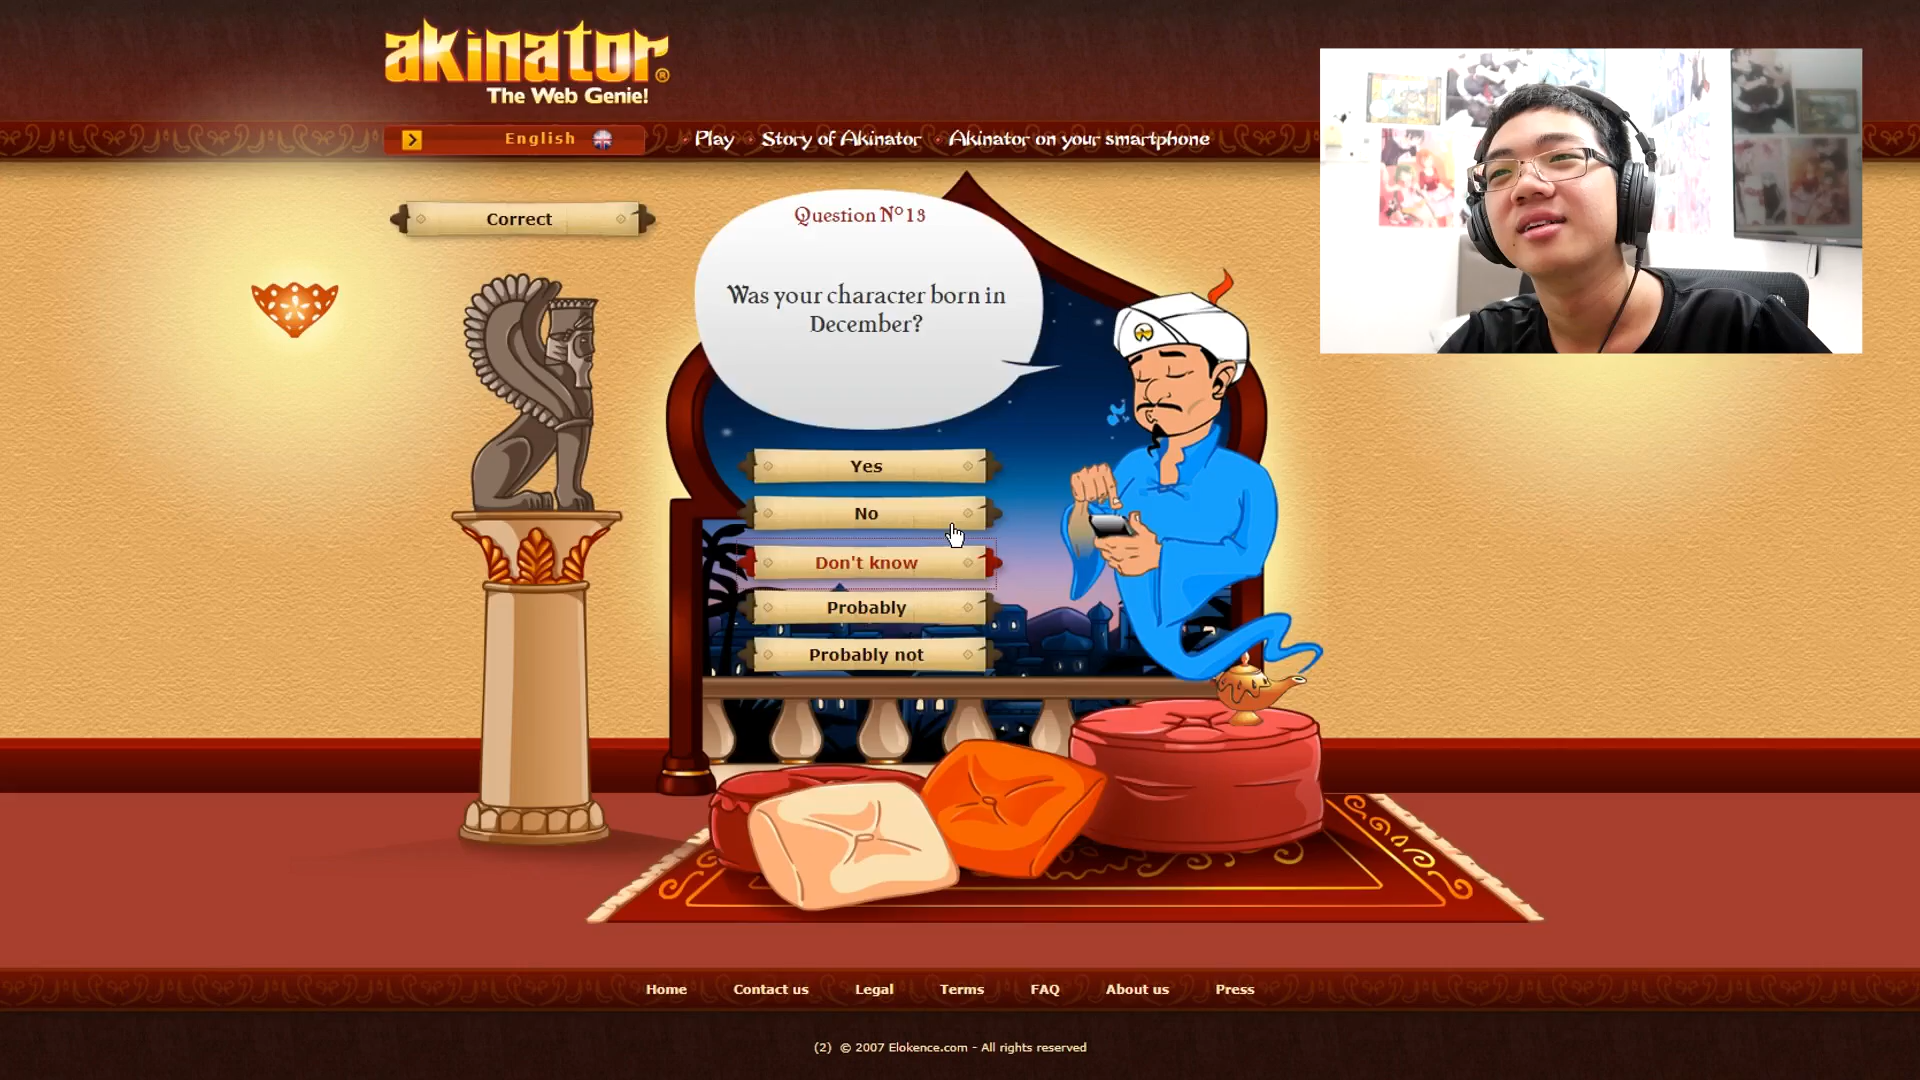 akinator®
The Web Genie!
English
Play
Story of Akinator
Akinator on your smartphone
Correct
Question N°13
Was your character born in
December?
Yes
No
Don't know
Probably
Probably not
Home
Contact us
Legal
Terms
FAQ
About us
Press
(2) © 2007 Elokence.com - All rights reserved